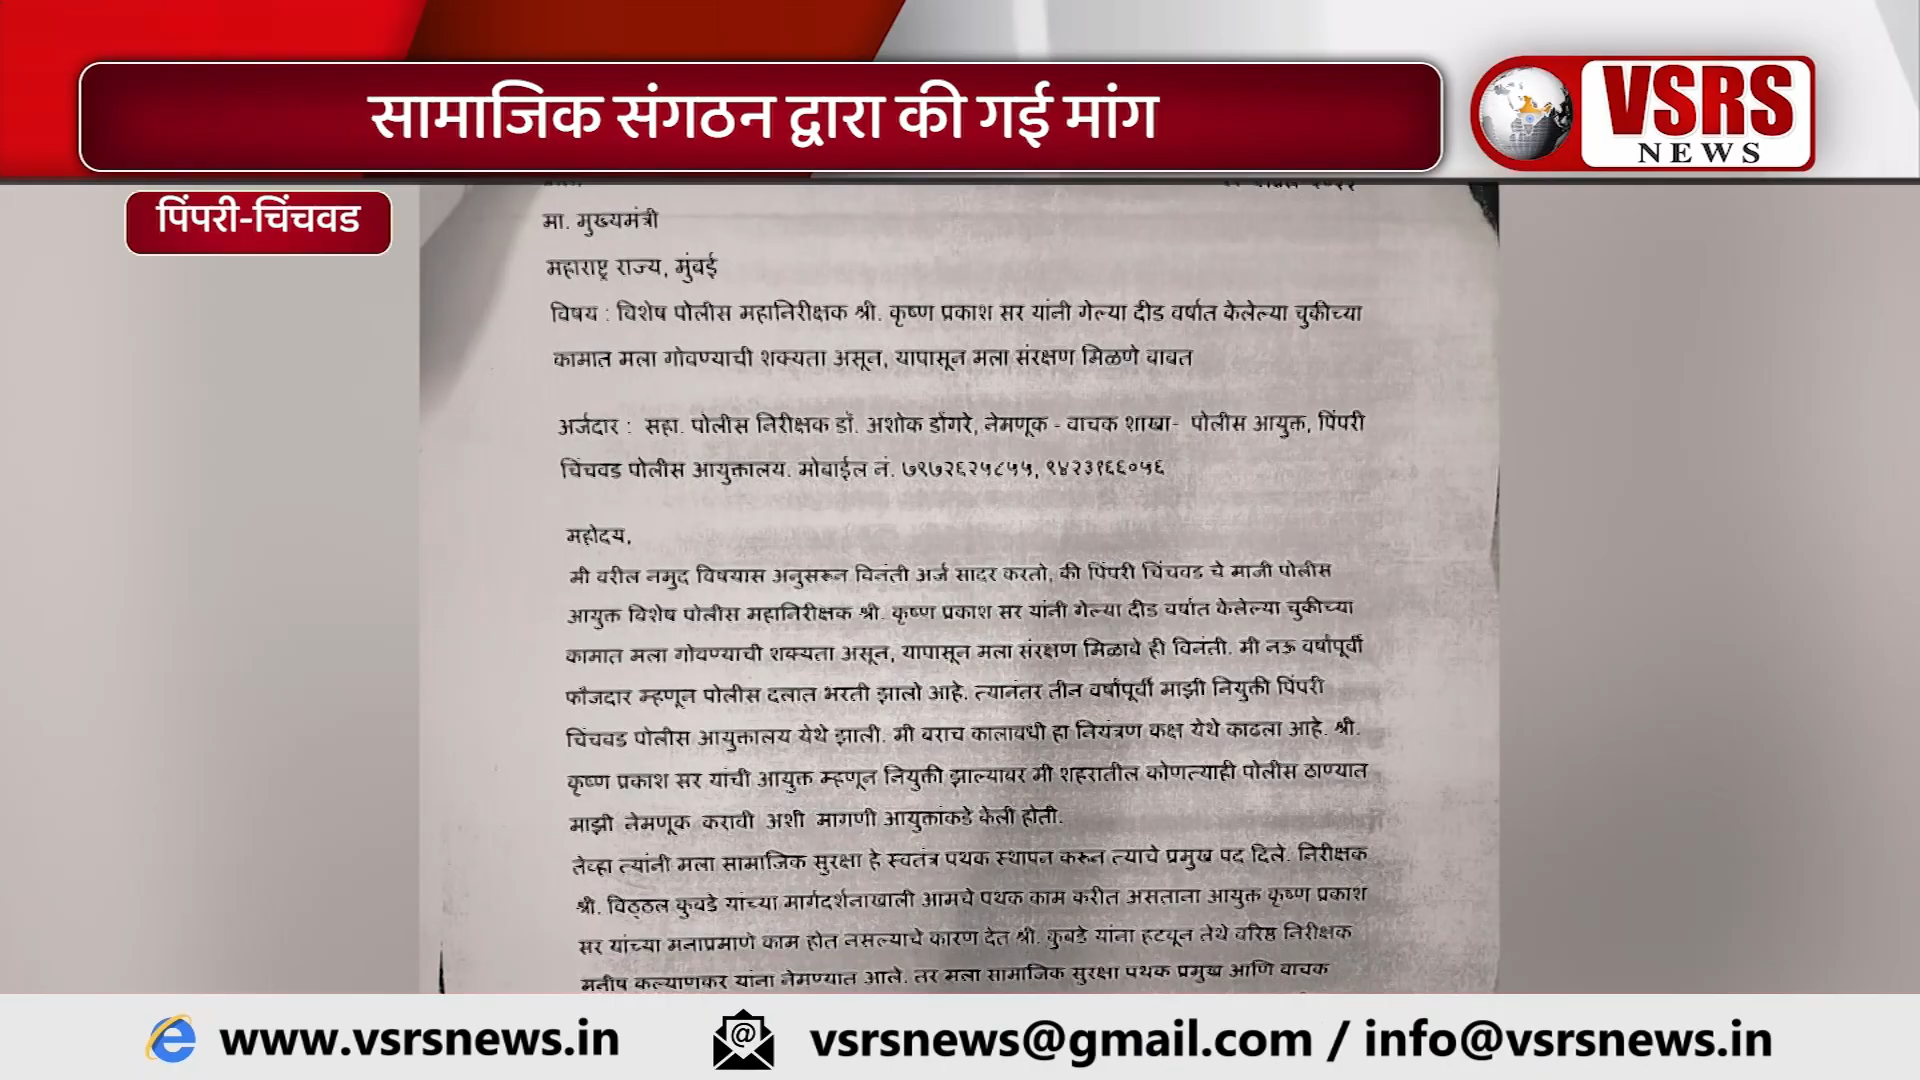 सामाजिक संगठन द्वारा की गई मांग
VSRS
NEWS
पिंपरी-चिंचवड
मा. मुख्यमंत्री
महाराष्ट्र राज्य, मुंबई
विषय : विशेष पोलीस महानिरीक्षक श्री. कृष्ण प्रकाश सर यांनी गेल्या दीड वर्षात केलेल्या चुकीच्या
कामात मला गोवण्याची शक्यता असून, यापासून मला संरक्षण मिळणे बाबत
अर्जदार : सहा. पोलीस निरीक्षक डॉ. अशोक डोंगरे, नेमणूक - वाचक शाखा- पोलीस आयुक्त, पिंपरी
चिंचवड पोलीस आयुक्तालय. मोबाईल नं. ७९७२६२५८५५, ९४२३१६६०५६
महोदय,
मी वरील नमुद विषयास अनुसरून विनंती अर्ज सादर करतो, की पिंपरी चिंचवड चे माजी पोलीस
आयुक्त विशेष पोलीस महानिरीक्षक श्री. कृष्ण प्रकाश सर यांनी गेल्या दीड वर्षात केलेल्या चुकीच्या
कामात मला गोवण्याची शक्यता असून, यापासून मला संरक्षण मिळावे ही विनंती. मी नऊ वर्षांपूर्वी
फौजदार म्हणून पोलीस दलात भरती झालो आहे. त्यानंतर तीन वर्षांपूर्वी माझी नियुक्ती पिंपरी
चिंचवड पोलीस आयुक्तालय येथे झाली. मी बराच कालावधी हा नियंत्रण कक्ष येथे काढला आहे. श्री.
कृष्ण प्रकाश सर यांची आयुक्त म्हणून नियुक्ती झाल्यावर मी शहरातील कोणत्याही पोलीस ठाण्यात
माझी नेमणूक करावी अशी मागणी आयुक्तांकडे केली होती.
तेव्हा त्यांनी मला सामाजिक सुरक्षा हे स्वतंत्र पथक स्थापन करुन त्याचे प्रमुख पद दिले. निरीक्षक
श्री. विठ्ठल कुबडे यांच्या मार्गदर्शनाखाली आमचे पथक काम करीत असताना आयुक्त कृष्ण प्रकाश
सर यांच्या मनाप्रमाणे काम होत नसल्याचे कारण देत श्री. कुबडे यांना हटवून तेथे वरिष्ठ निरीक्षक
मनीष कल्याणकर यांना नेमण्यात आले. तर मला सामाजिक सुरक्षा पथक प्रमुख आणि वाचक
www.vsrsnews.in
vsrsnews@gmail.com / info@vsrsnews.in